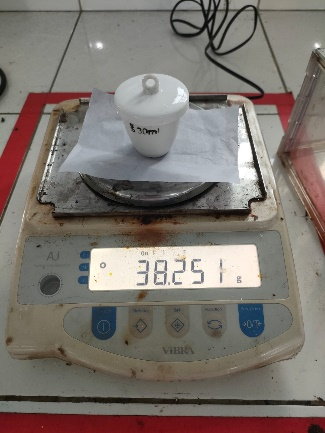 30ml
AJ
38.251 g
→O/T←
ViBRA